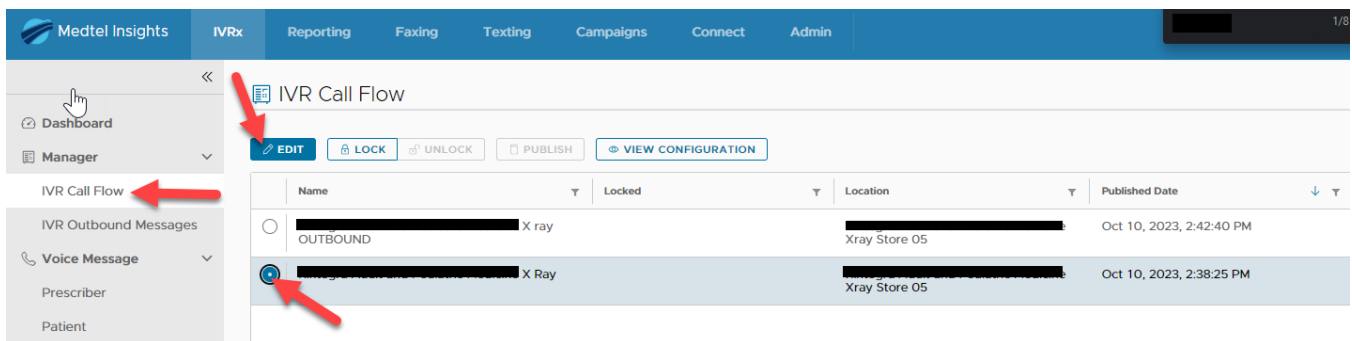 Medtel Insights
IVRx
Reporting
Faxing
Texting
Campaigns
Connect
Admin
1/8
IVR Call Flow
Dashboard
Manager
IVR Call Flow
IVR Outbound Messages
Voice Message
Prescriber
Patient
EDIT
LOCK
UNLOCK
PUBLISH
VIEW CONFIGURATION
Name
Locked
Location
Published Date
X ray
OUTBOUND
Xray Store 05
Oct 10, 2023, 2:42:40 PM
X Ray
Xray Store 05
Oct 10, 2023, 2:38:25 PM